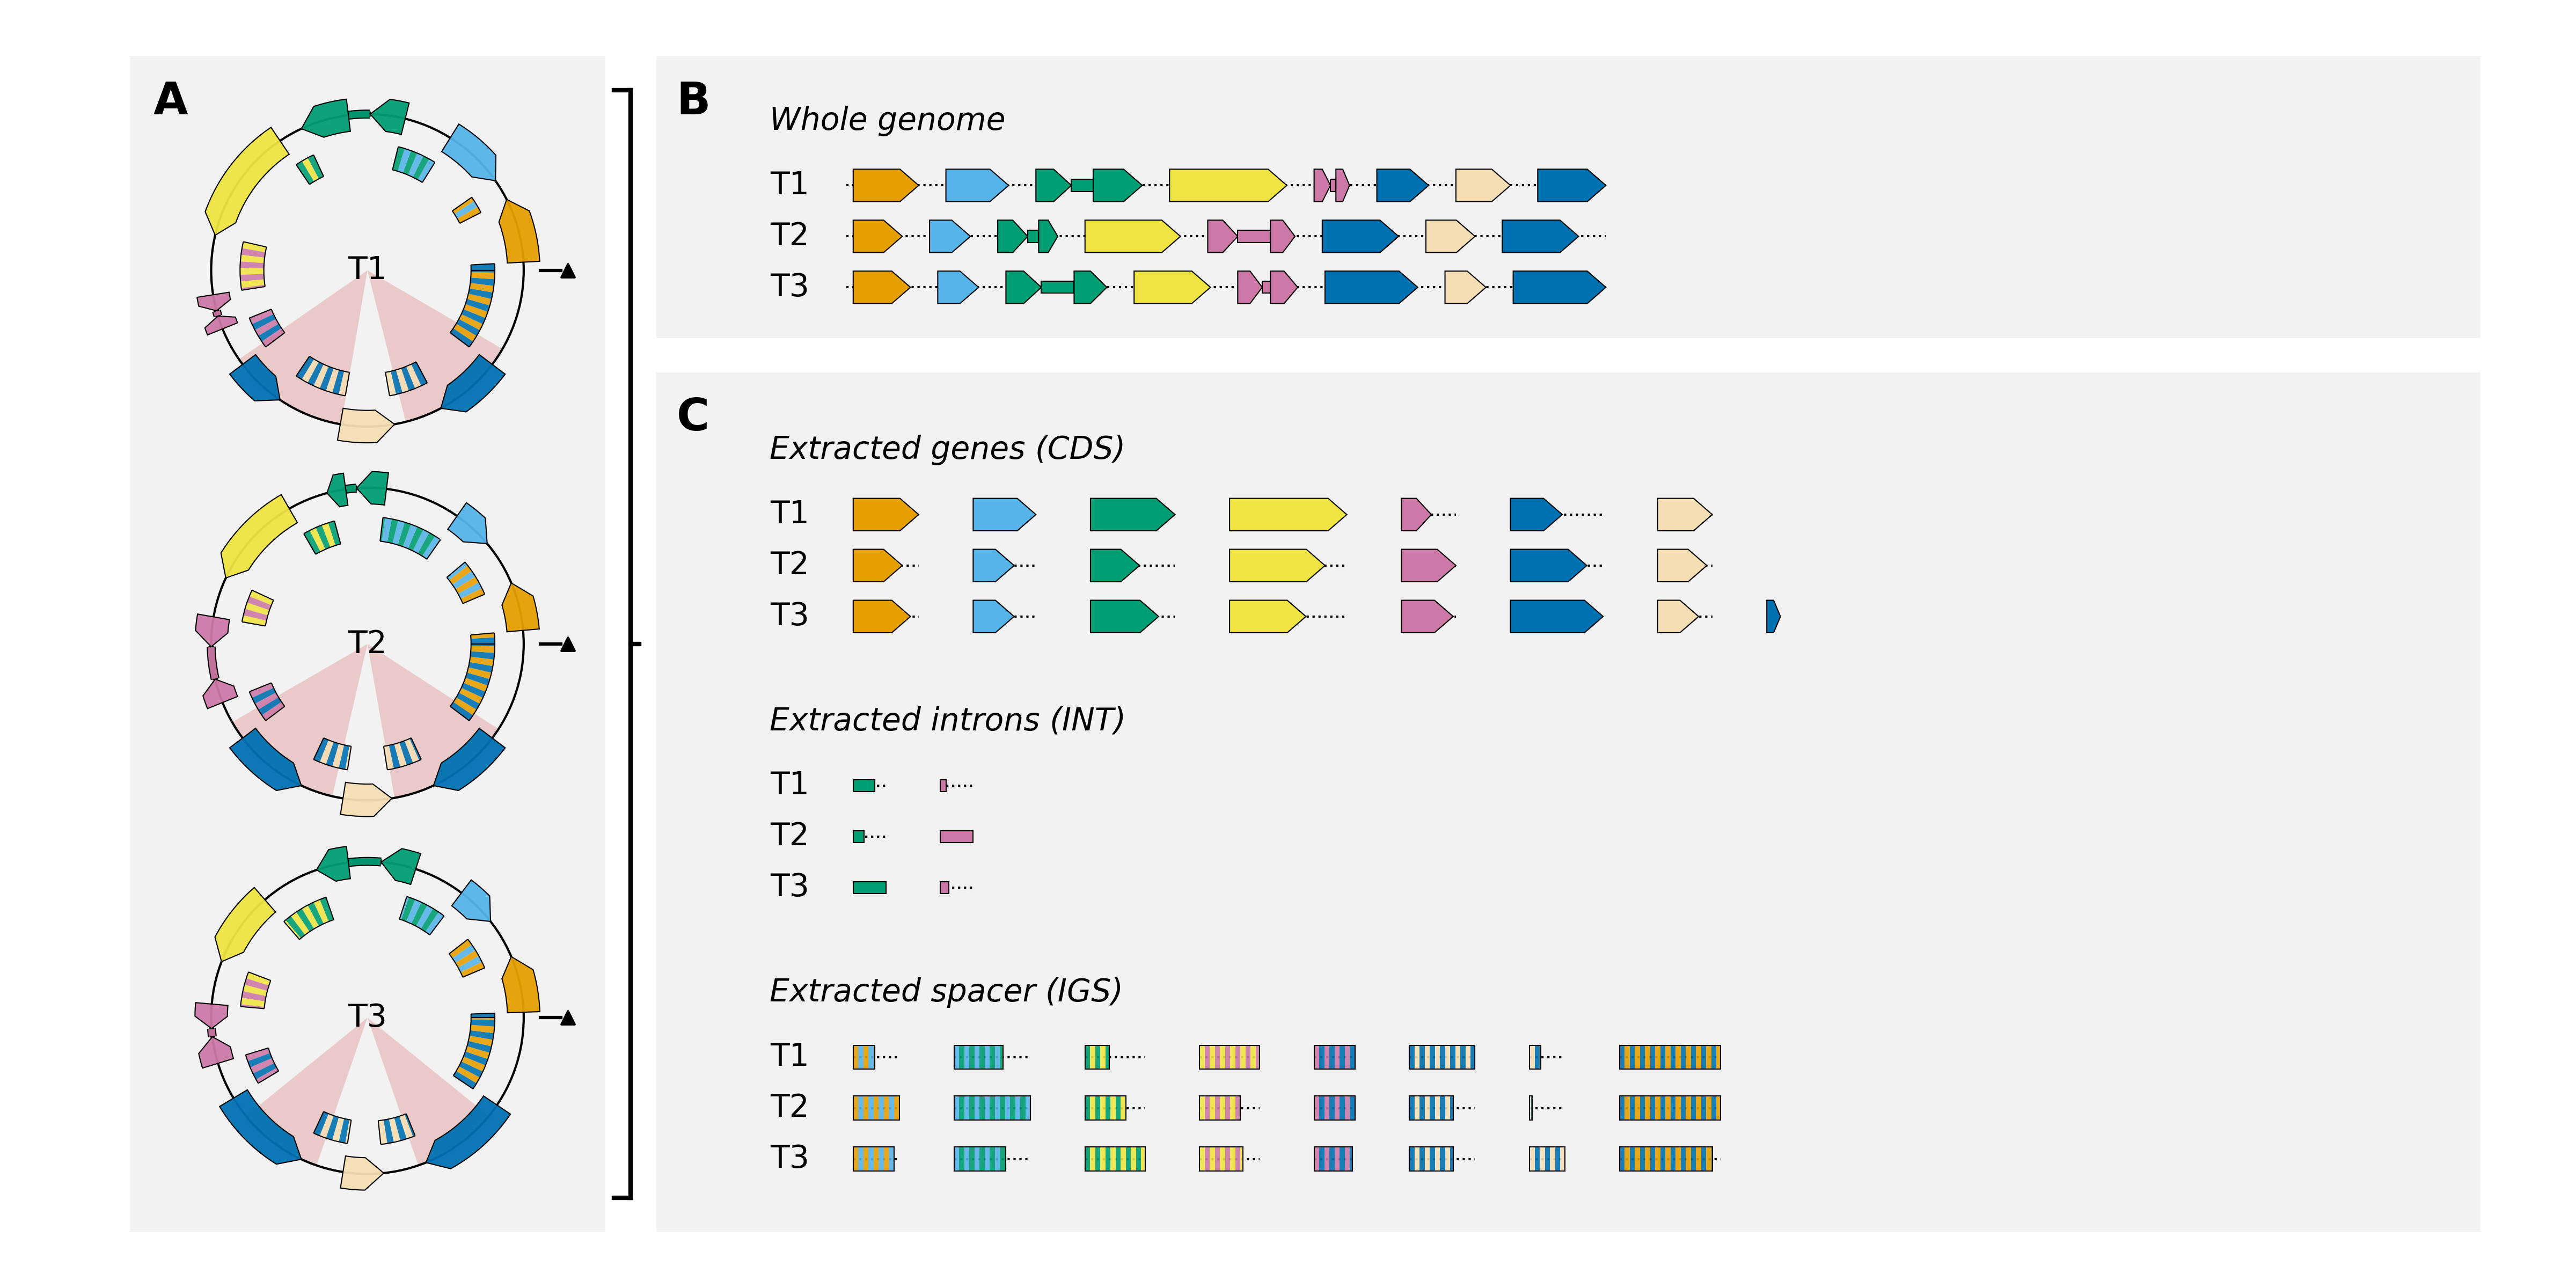 A
T1
T2
T3
B
Whole genome
T1
T2
T3
C
Extracted genes (CDS)
T1
T2
T3
Extracted introns (INT)
T1
T2
T3
Extracted spacer (IGS)
T1
T2
T3